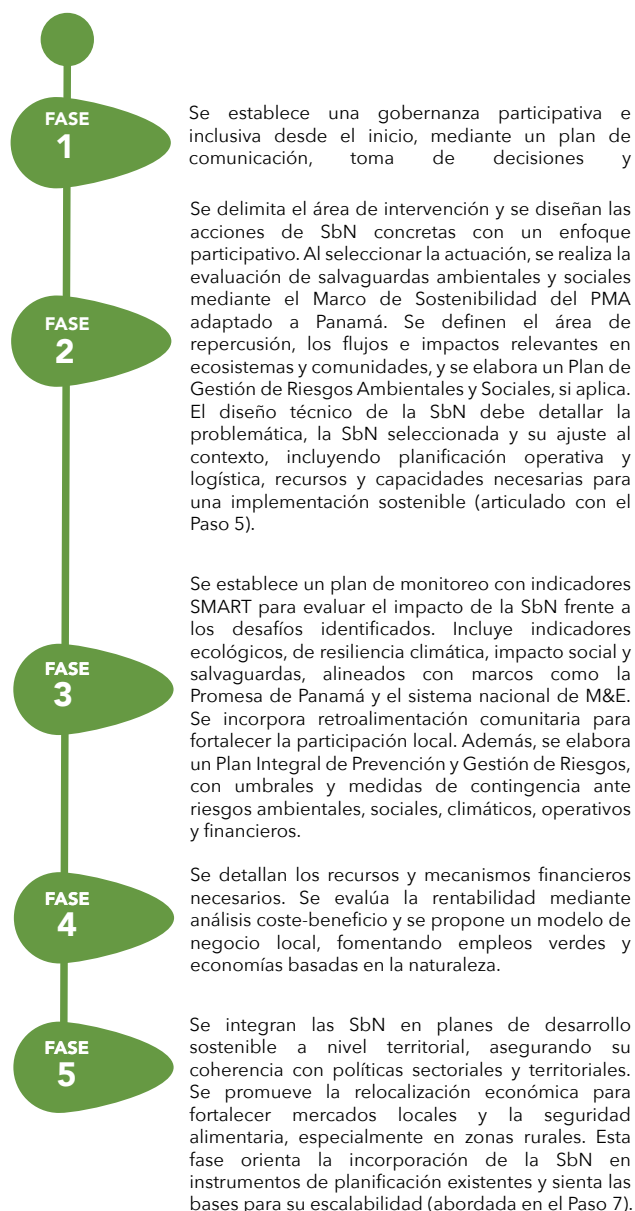 FASE
1
Se establece una gobernanza participativa e
inclusiva desde el inicio, mediante un plan de
comunicación, toma de decisiones y
FASE
2
Se delimita el área de intervención y se diseñan las
acciones de SbN concretas con un enfoque
participativo. Al seleccionar la actuación, se realiza la
evaluación de salvaguardas ambientales y sociales
mediante el Marco de Sostenibilidad del PMA
adaptado a Panamá. Se definen el área de
repercusión, los flujos e impactos relevantes en
ecosistemas y comunidades, y se elabora un Plan de
Gestión de Riesgos Ambientales y Sociales, si aplica.
El diseño técnico de la SbN debe detallar la
problemática, la SbN seleccionada y su ajuste al
contexto, incluyendo planificación operativa y
logística, recursos y capacidades necesarias para
una implementación sostenible (articulado con el
Paso 5).
FASE
3
Se establece un plan de monitoreo con indicadores
SMART para evaluar el impacto de la SbN frente a
los desafíos identificados. Incluye indicadores
ecológicos, de resiliencia climática, impacto social y
salvaguardas, alineados con marcos como la
Promesa de Panamá y el sistema nacional de M&E.
Se incorpora retroalimentación comunitaria para
fortalecer la participación local. Además, se elabora
un Plan Integral de Prevención y Gestión de Riesgos,
con umbrales y medidas de contingencia ante
riesgos ambientales, sociales, climáticos, operativos
y financieros.
FASE
4
Se detallan los recursos y mecanismos financieros
necesarios. Se evalúa la rentabilidad mediante
análisis coste-beneficio y se propone un modelo de
negocio local, fomentando empleos verdes y
economías basadas en la naturaleza.
FASE
5
Se integran las SbN en planes de desarrollo
sostenible a nivel territorial, asegurando su
coherencia con políticas sectoriales y territoriales.
Se promueve la relocalización económica para
fortalecer mercados locales y la seguridad
alimentaria, especialmente en zonas rurales. Esta
fase orienta la incorporación de la SbN en
instrumentos de planificación existentes y sienta las
bases para su escalabilidad (abordada en el Paso 7).